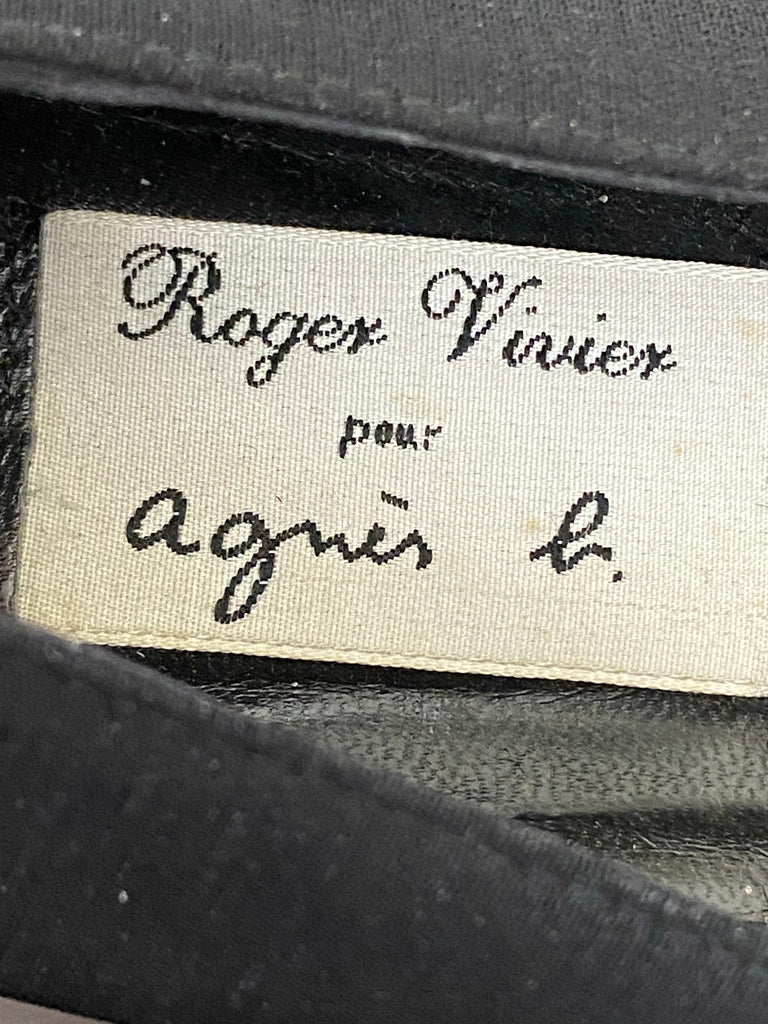 Roger Vivier
pour
agnès b.